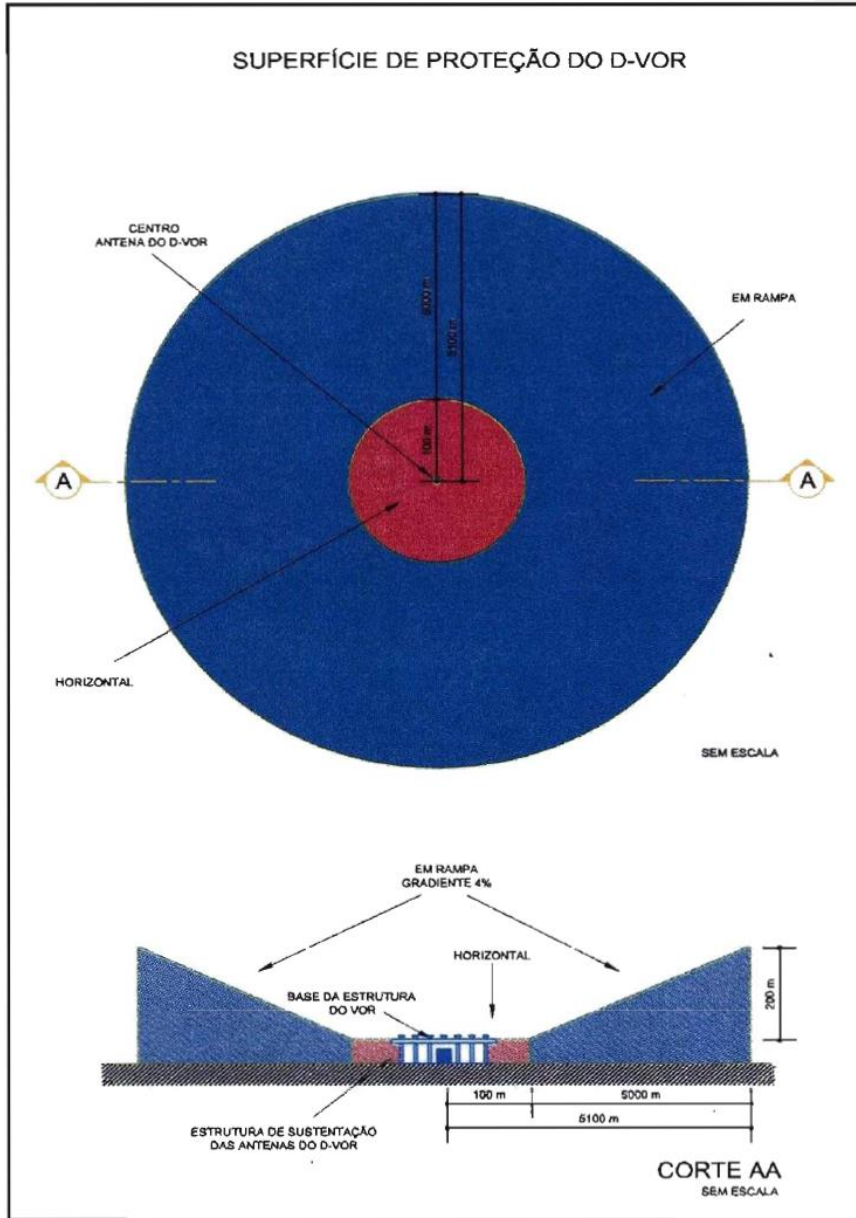 SUPERFÍCIE DE PROTEÇÃO DO D-VOR
CENTRO
ANTENA DO D-VOR
5000 m
5100 m
EM RAMPA
100 m
A
A
HORIZONTAL
SEM ESCALA
EM RAMPA
GRADIENTE 4%
HORIZONTAL
BASE DA ESTRUTURA
DO VOR
200 m
100 m
5000 m
5100 m
ESTRUTURA DE SUSTENTAÇÃO
DAS ANTENAS DO D-VOR
CORTE AA
SEM ESCALA